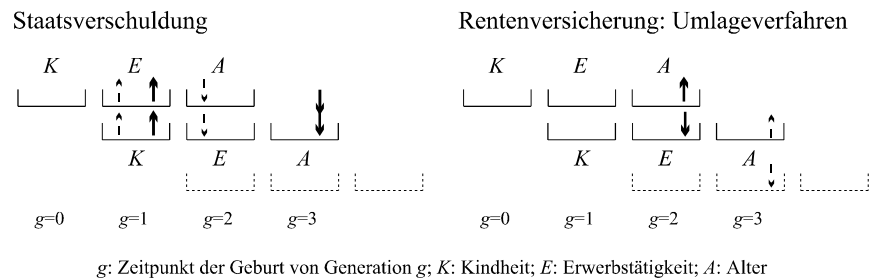 Staatsverschuldung Rentenversicherung: Umlageverfahren
K E A K E A
K E A K E A
g=0 g=1 g=2 g=3 g=0 g=1 g=2 g=3
g: Zeitpunkt der Geburt von Generation g; K: Kindheit; E: Erwerbstätigkeit; A: Alter